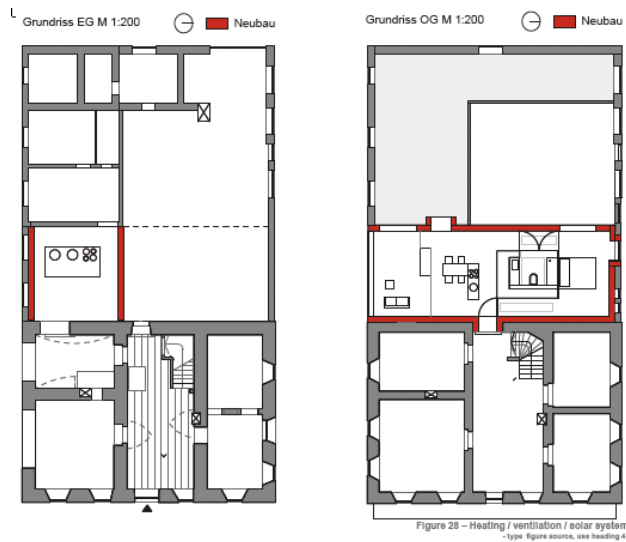 Grundriss EG M 1:200
Neubau
Grundriss OG M 1:200
Neubau
Figure 28 – Heating / ventilation / solar system
- type figure source, use heading 4